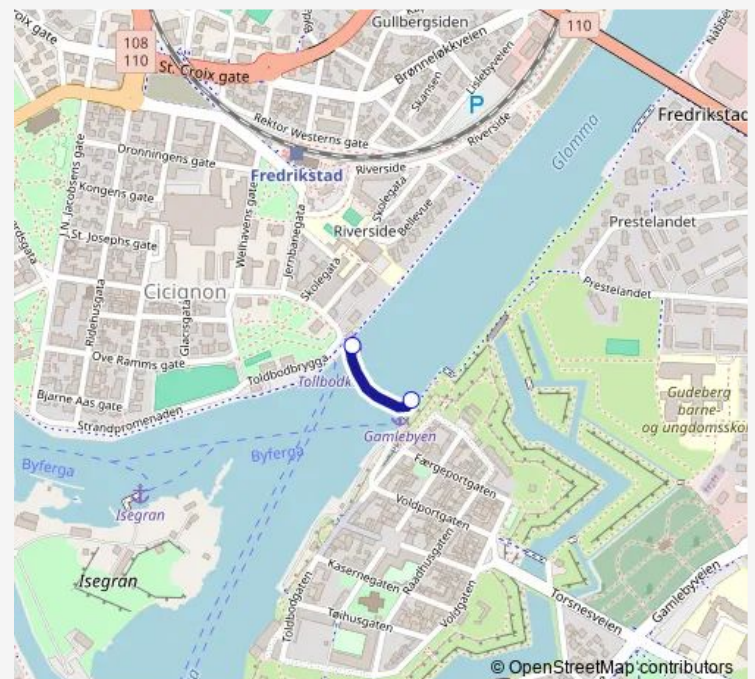 Gullbergsiden
110
108
110
St. Croix gate
Brønneløkkveien
Lislebyveien
Skansen
P
Rektor Westerns gate
Riverside
Glomma
Fredrikstad
Dronningens gate
Fredrikstad
Riverside
Kongens gate
J.N. Jacobsens gate
Skolegata
Bellevue
Prestelandet
St. Josephs gate
Welhavens gate
Jernbanegata
Riverside
Skolegata
Prestelandet
Cicignon
Ridehusgata
Glacisgata
Ove Ramms gate
Toldbodbrygga
Bjarne Aas gate
Strandpromenaden
Gamlebyen
Gudeberg
barne-
Byferga
Byferga
Færgeportgaten
Isegran
Voldportgaten
Isegran
Kasernegaten
Raadhusgaten
Toldbodgaten
Tøihusgaten
Voldgaten
Torsnesveien
Gamlebyveien
© OpenStreetMap contributors